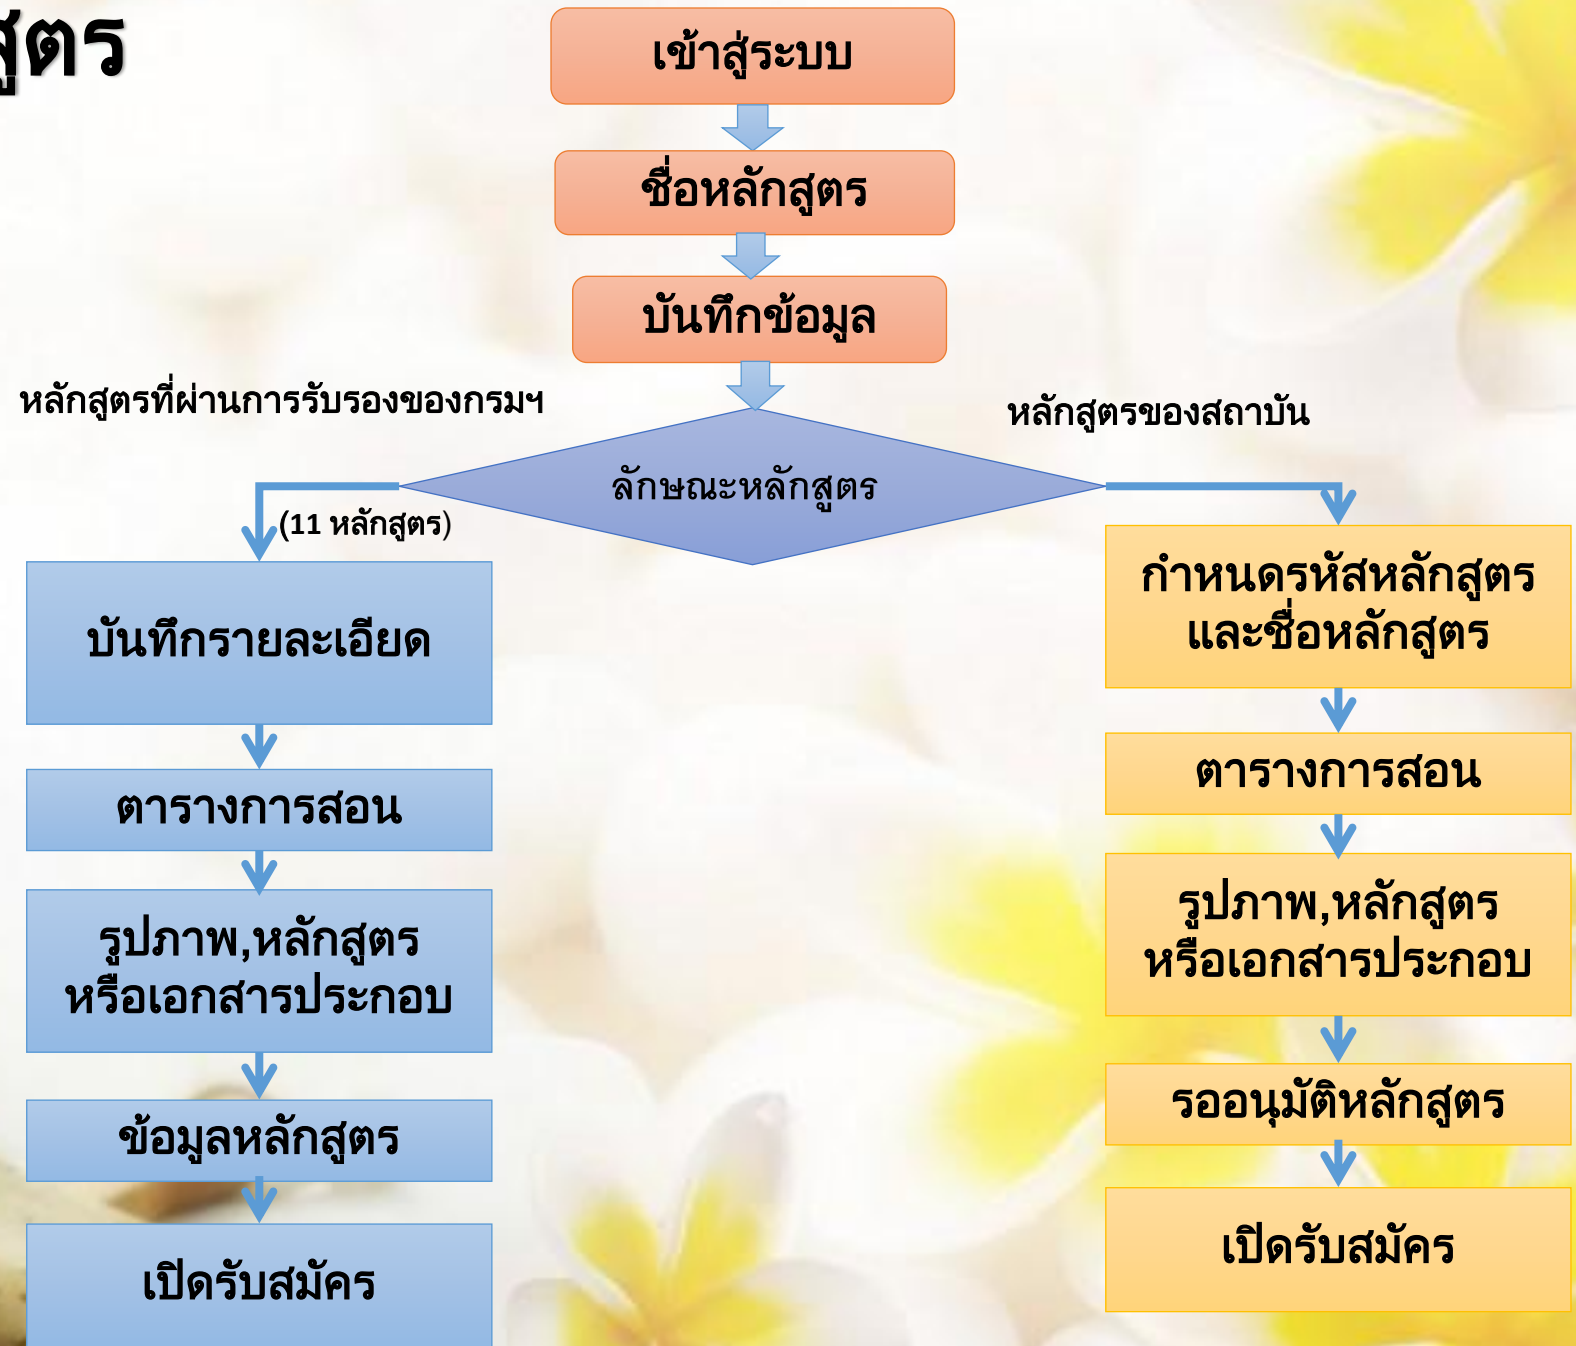 สูตร
เข้าสู่ระบบ
ชื่อหลักสูตร
บันทึกข้อมูล
หลักสูตรที่ผ่านการรับรองของกรมฯ
หลักสูตรของสถาบัน
ลักษณะหลักสูตร
(11 หลักสูตร)
บันทึกรายละเอียด
ตารางการสอน
รูปภาพ,หลักสูตร
หรือเอกสารประกอบ
ข้อมูลหลักสูตร
เปิดรับสมัคร
กำหนดรหัสหลักสูตร
และชื่อหลักสูตร
ตารางการสอน
รูปภาพ,หลักสูตร
หรือเอกสารประกอบ
รออนุมัติหลักสูตร
เปิดรับสมัคร